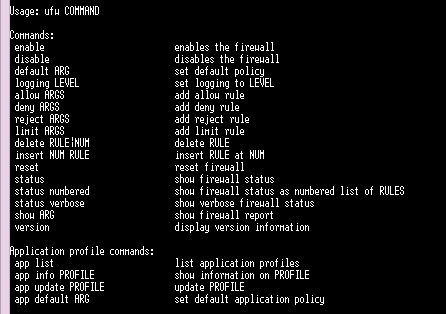 Usage: ufw COMMAND
Commands:
enable enables the firewall
disable disables the firewall
default ARG set default policy
logging LEVEL set logging to LEVEL
allow ARGS add allow rule
deny ARGS add deny rule
reject ARGS add reject rule
limit ARGS add limit rule
delete RULE|NUM delete RULE
insert NUM RULE insert RULE at NUM
reset reset firewall
status show firewall status
status numbered show firewall status as numbered list of RULES
status verbose show verbose firewall status
show ARG show firewall report
version display version information
Application profile commands:
app list list application profiles
app info PROFILE show information on PROFILE
app update PROFILE update PROFILE
app default ARG set default application policy